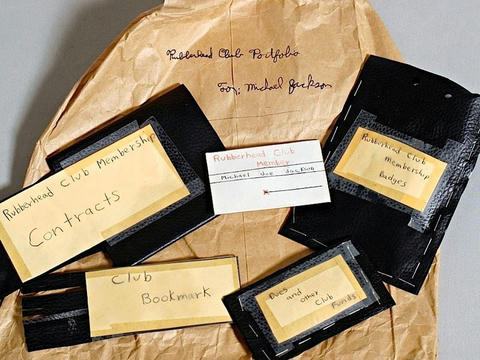 Rubberhead Club Portfolio
For; Michael Jackson
Rubberhead Club Membership
Contracts
Rubberhead Club
Member
Michael Joe Jackson
Rubberhead Club
Membership
Badges
Club
Bookmark
Dues
and
other
Club
Funds